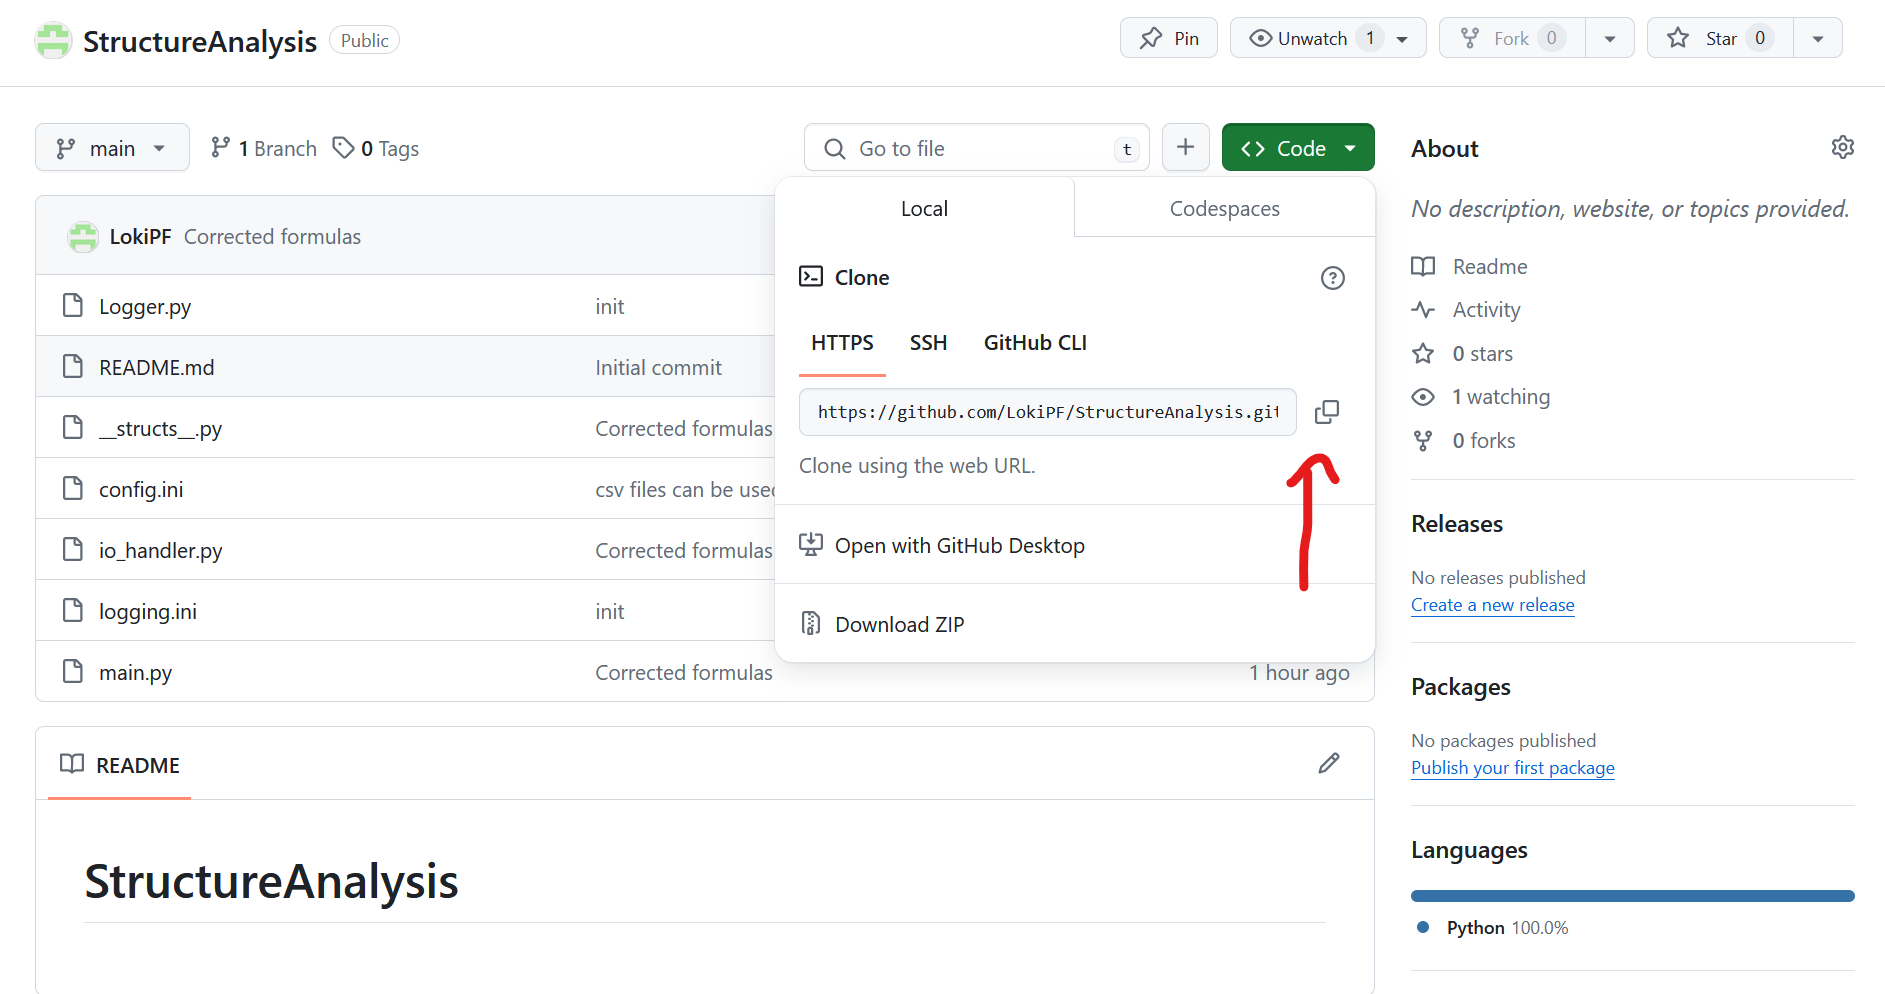 StructureAnalysis Public Pin Unwatch 1 Fork 0 Star 0
main 1 Branch 0 Tags Go to file t + <> Code
LokiPF Corrected formulas
Logger.py init
README.md Initial commit
__structs__.py Corrected formulas
config.ini csv files can be used
io_handler.py Corrected formulas
logging.ini init
main.py Corrected formulas 1 hour ago
Local Codespaces
Clone
HTTPS SSH GitHub CLI
https://github.com/LokiPF/StructureAnalysis.git
Clone using the web URL.
Open with GitHub Desktop
Download ZIP
README
StructureAnalysis
About
No description, website, or topics provided.
Readme
Activity
0 stars
1 watching
0 forks
Releases
No releases published
Create a new release
Packages
No packages published
Publish your first package
Languages
Python 100.0%